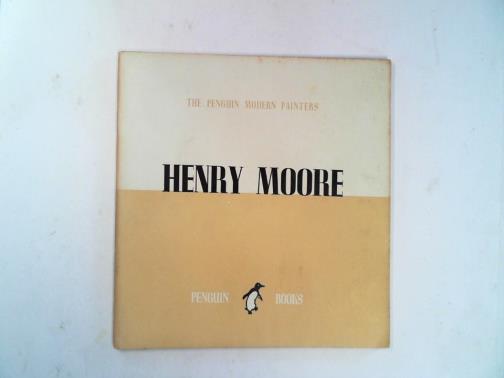 THE PENGUIN MODERN PAINTERS
HENRY MOORE
PENGUIN BOOKS